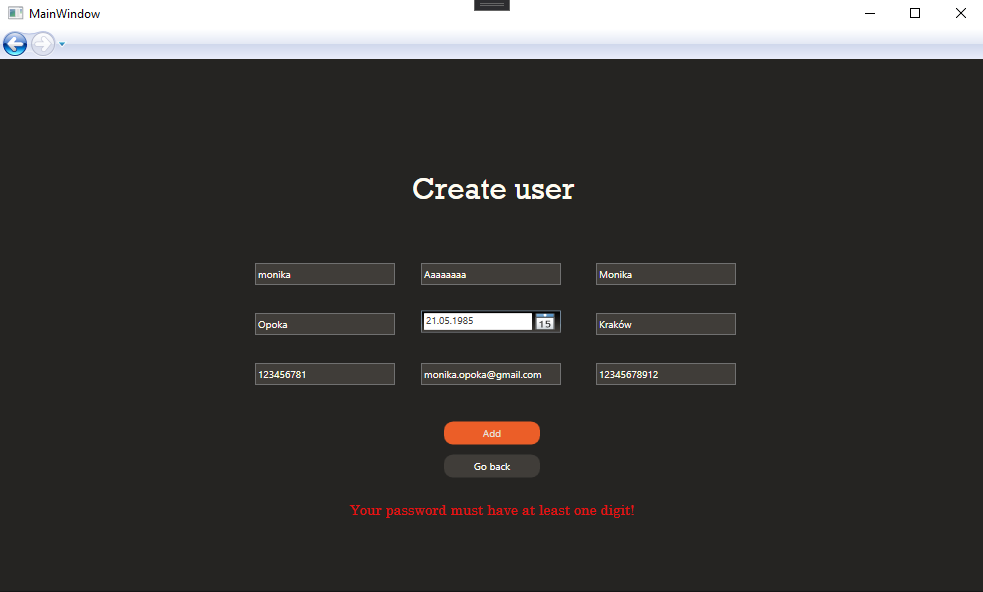 MainWindow
Create user
monika
Aaaaaaaa
Monika
Opoka
21.05.1985
15
Kraków
123456781
monika.opoka@gmail.com
12345678912
Add
Go back
Your password must have at least one digit!